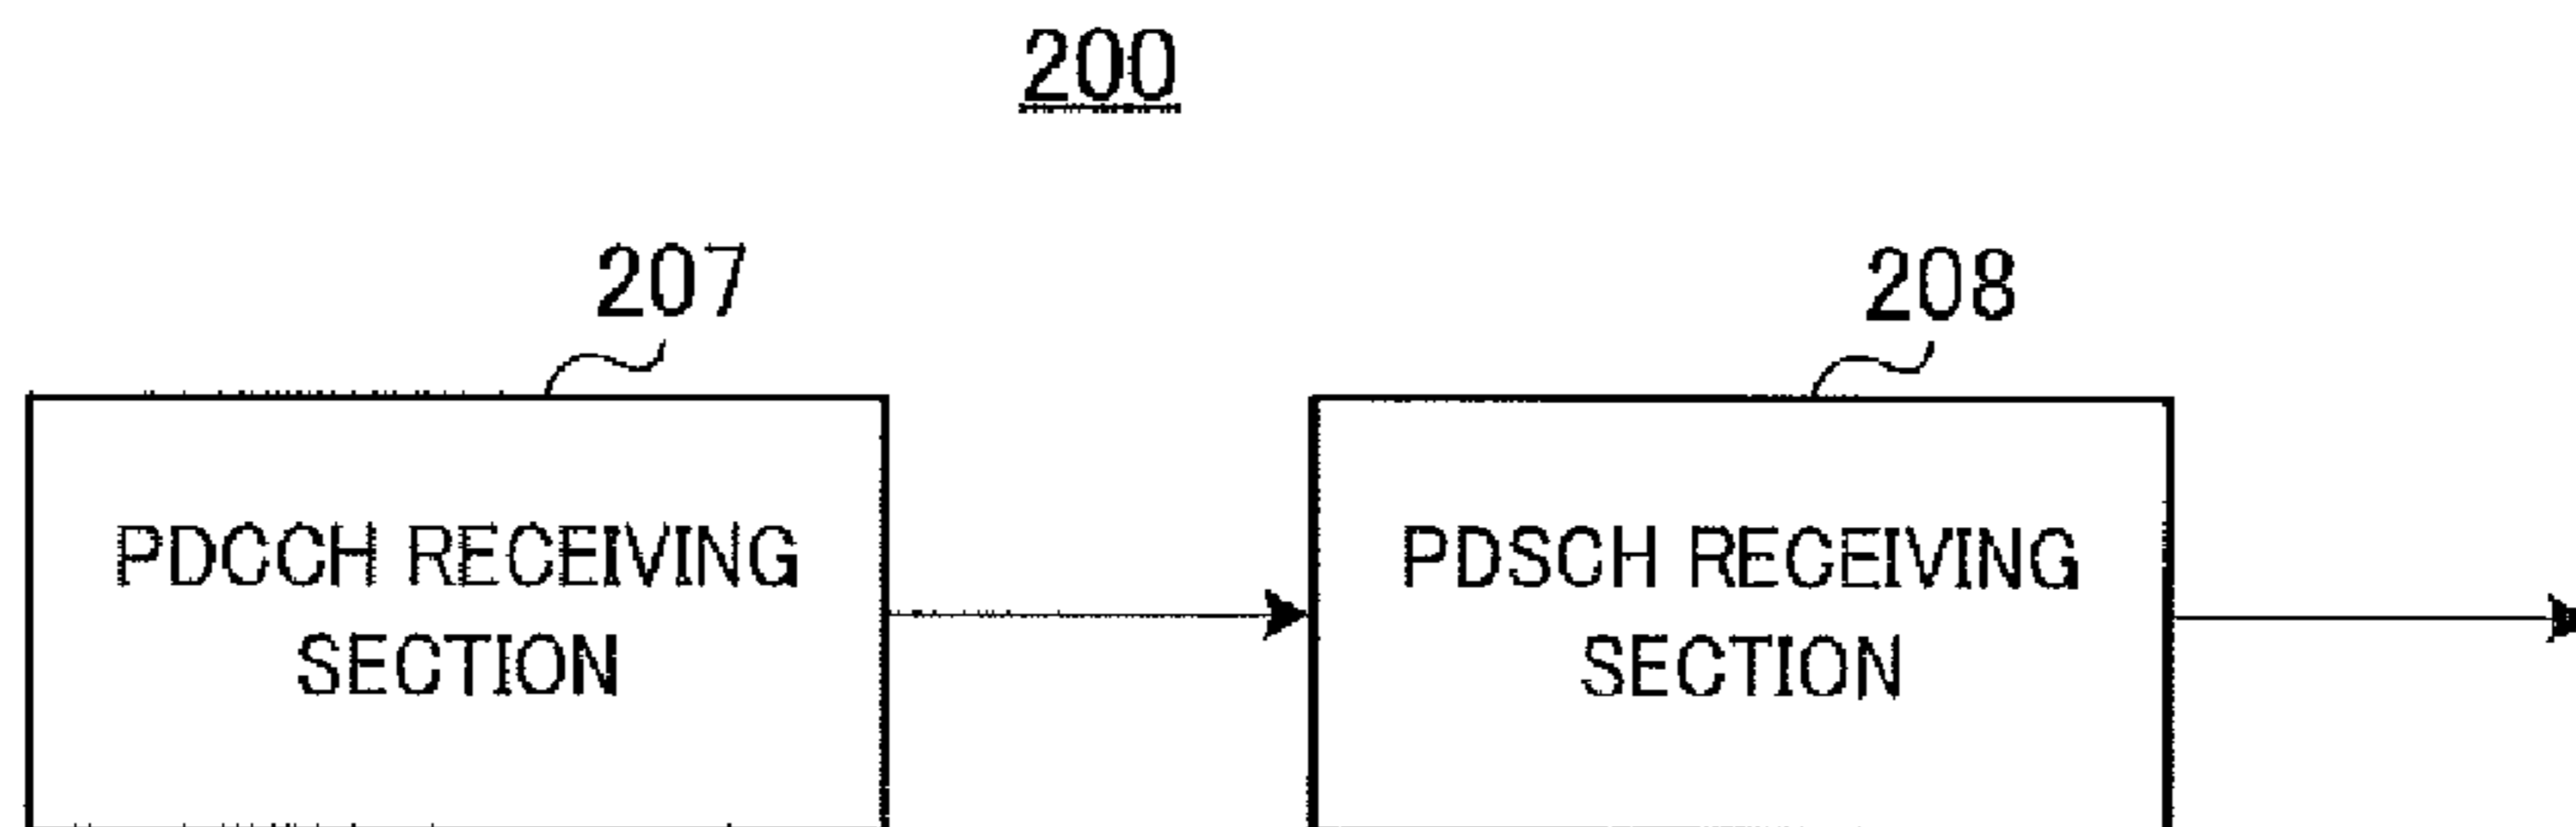 200
207
208
PDCCH RECEIVING
SECTION
PDSCH RECEIVING
SECTION